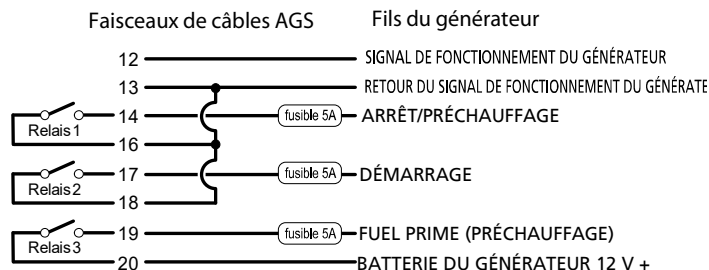 Faisceaux de câbles AGS Fils du générateur
12 SIGNAL DE FONCTIONNEMENT DU GÉNÉRATEUR
13 RETOUR DU SIGNAL DE FONCTIONNEMENT DU GÉNÉRATE
14 fusible 5A ARRÊT/PRÉCHAUFFAGE
Relais 1
16
17 fusible 5A DÉMARRAGE
Relais 2
18
19 fusible 5A FUEL PRIME (PRÉCHAUFFAGE)
Relais 3
20 BATTERIE DU GÉNÉRATEUR 12 V +